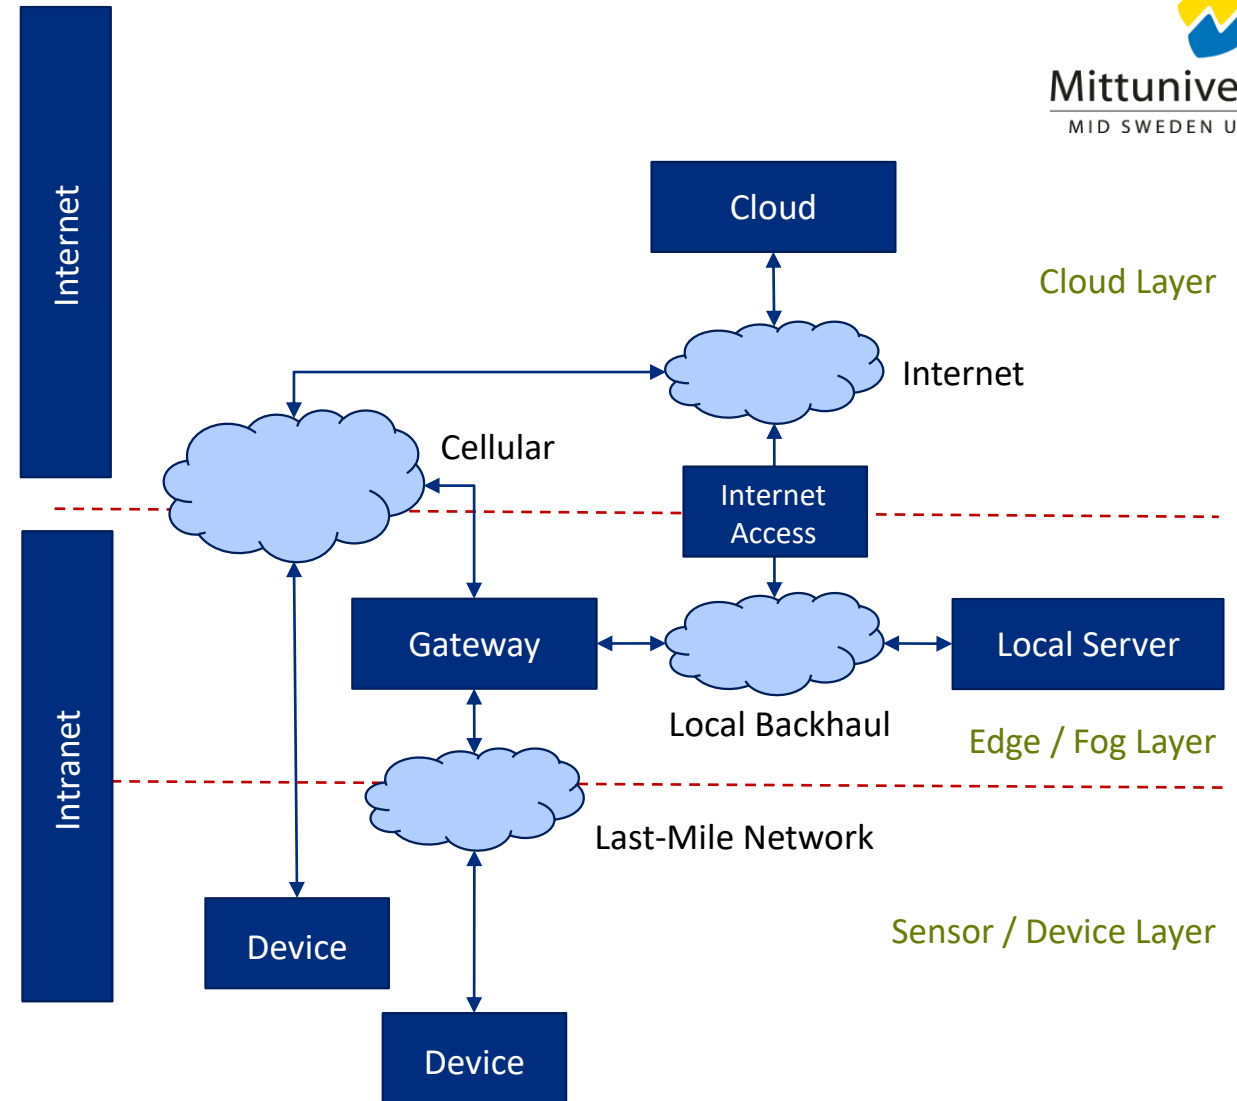 Mittunive
MID SWEDEN U
Internet
Cloud
Cloud Layer
Internet
Cellular
Internet
Access
Gateway
Local Server
Local Backhaul
Edge / Fog Layer
Intranet
Last-Mile Network
Device
Sensor / Device Layer
Device